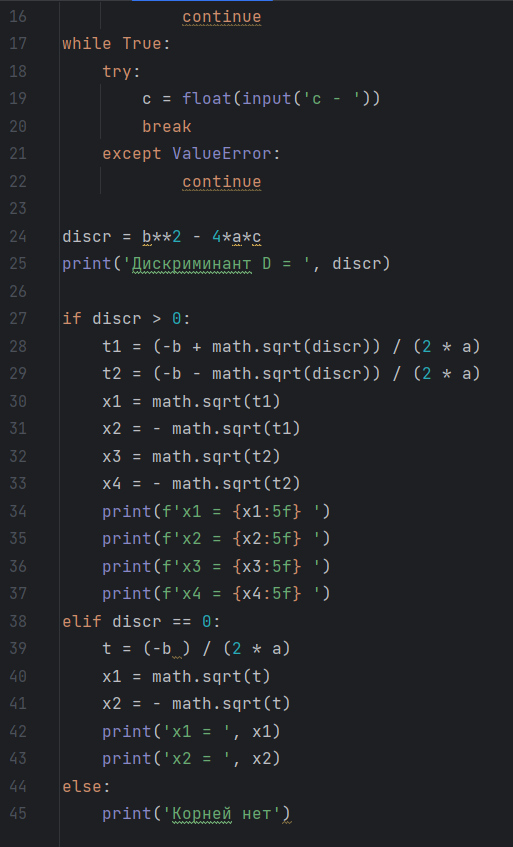 16 continue
17 while True:
18 try:
19 c = float(input('c - '))
20 break
21 except ValueError:
22 continue
23
24 discr = b**2 - 4*a*c
25 print('Дискриминант D = ', discr)
26
27 if discr > 0:
28 t1 = (-b + math.sqrt(discr)) / (2 * a)
29 t2 = (-b - math.sqrt(discr)) / (2 * a)
30 x1 = math.sqrt(t1)
31 x2 = - math.sqrt(t1)
32 x3 = math.sqrt(t2)
33 x4 = - math.sqrt(t2)
34 print(f'x1 = {x1:5f} ')
35 print(f'x2 = {x2:5f} ')
36 print(f'x3 = {x3:5f} ')
37 print(f'x4 = {x4:5f} ')
38 elif discr == 0:
39 t = (-b ) / (2 * a)
40 x1 = math.sqrt(t)
41 x2 = - math.sqrt(t)
42 print('x1 = ', x1)
43 print('x2 = ', x2)
44 else:
45 print('Корней нет')